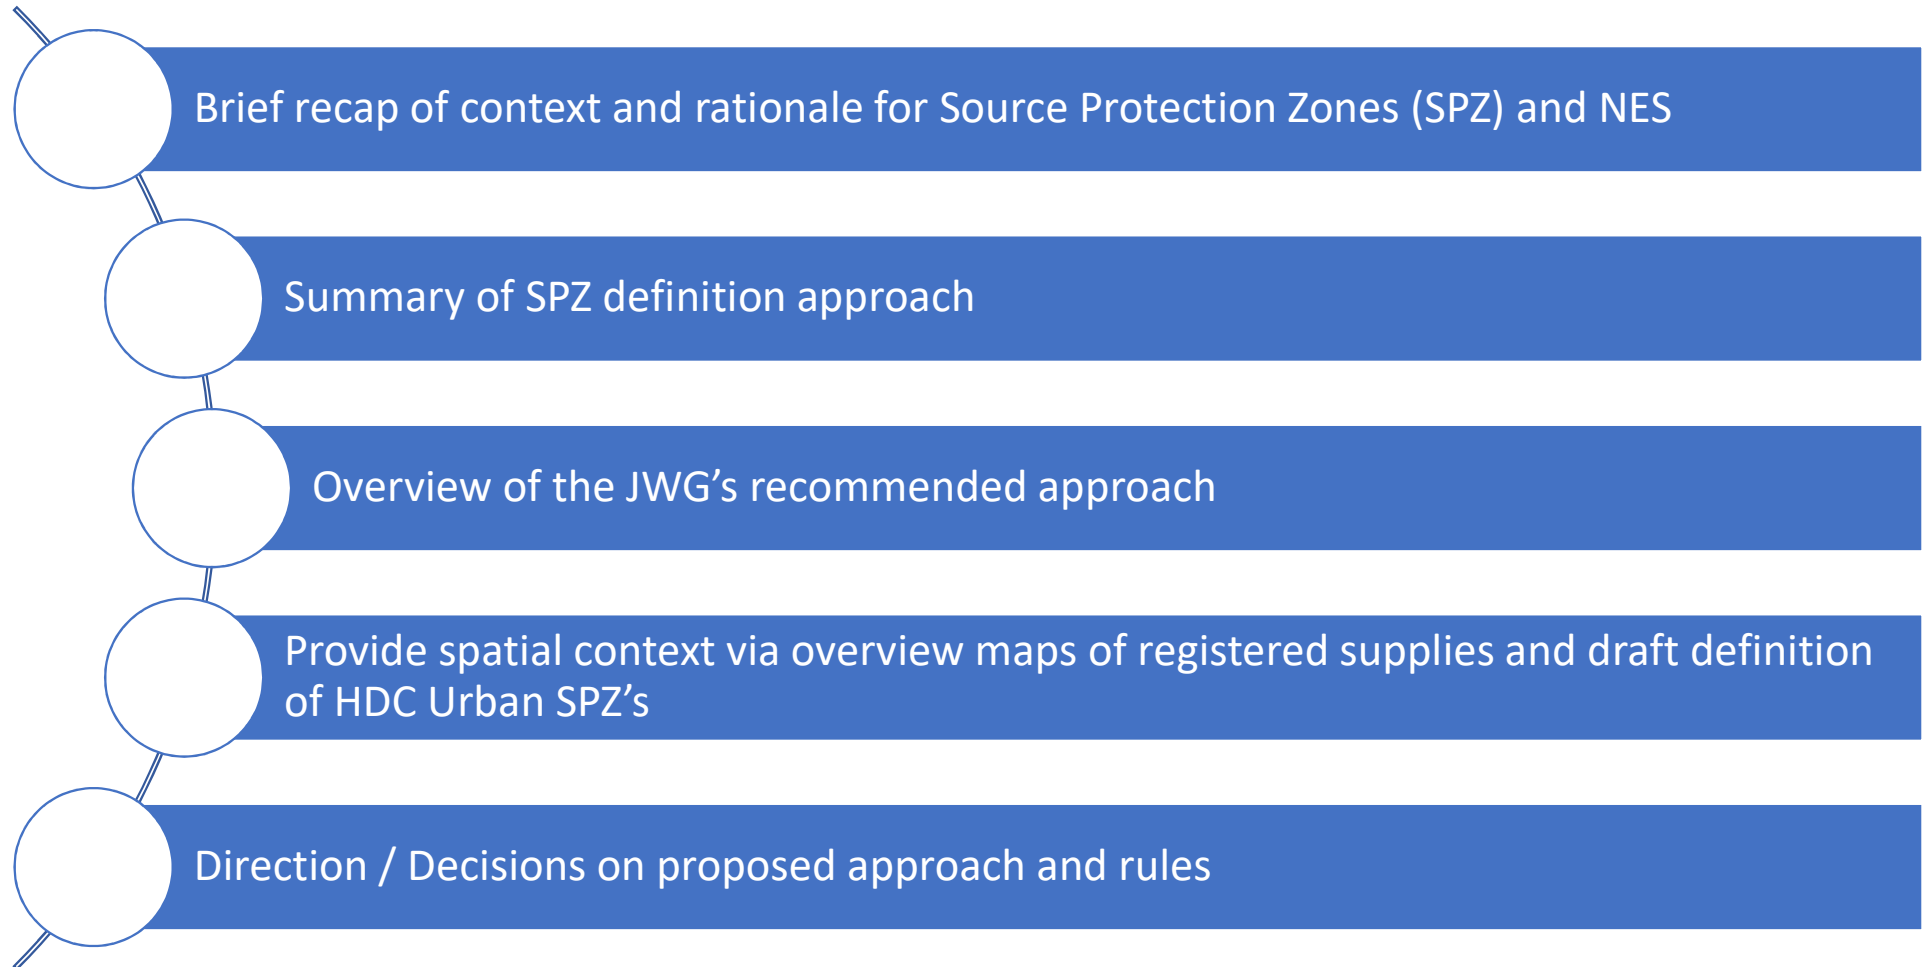 Brief recap of context and rationale for Source Protection Zones (SPZ) and NES
Summary of SPZ definition approach
Overview of the JWG’s recommended approach
Provide spatial context via overview maps of registered supplies and draft definition
of HDC Urban SPZ’s
Direction / Decisions on proposed approach and rules